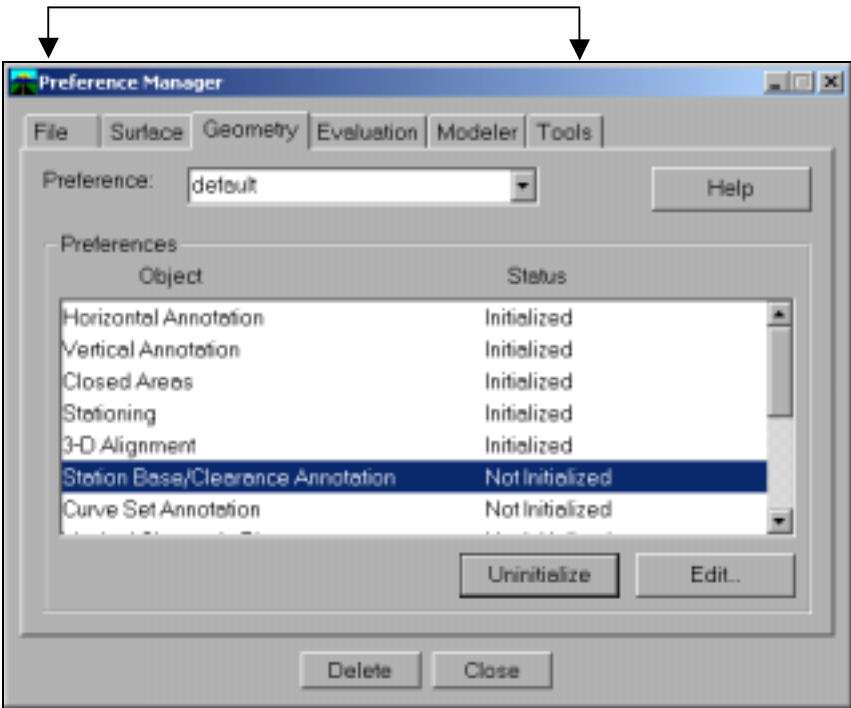 Preference Manager
File Surface Geometry Evaluation Modeler Tools
Preference: default Help
Preferences
Object Status
Horizontal Annotation Initialized
Vertical Annotation Initialized
Closed Areas Initialized
Stationing Initialized
3-D Alignment Initialized
Station Base/Clearance Annotation Not Initialized
Curve Set Annotation Not Initialized
Uninitialize Edit..
Delete Close